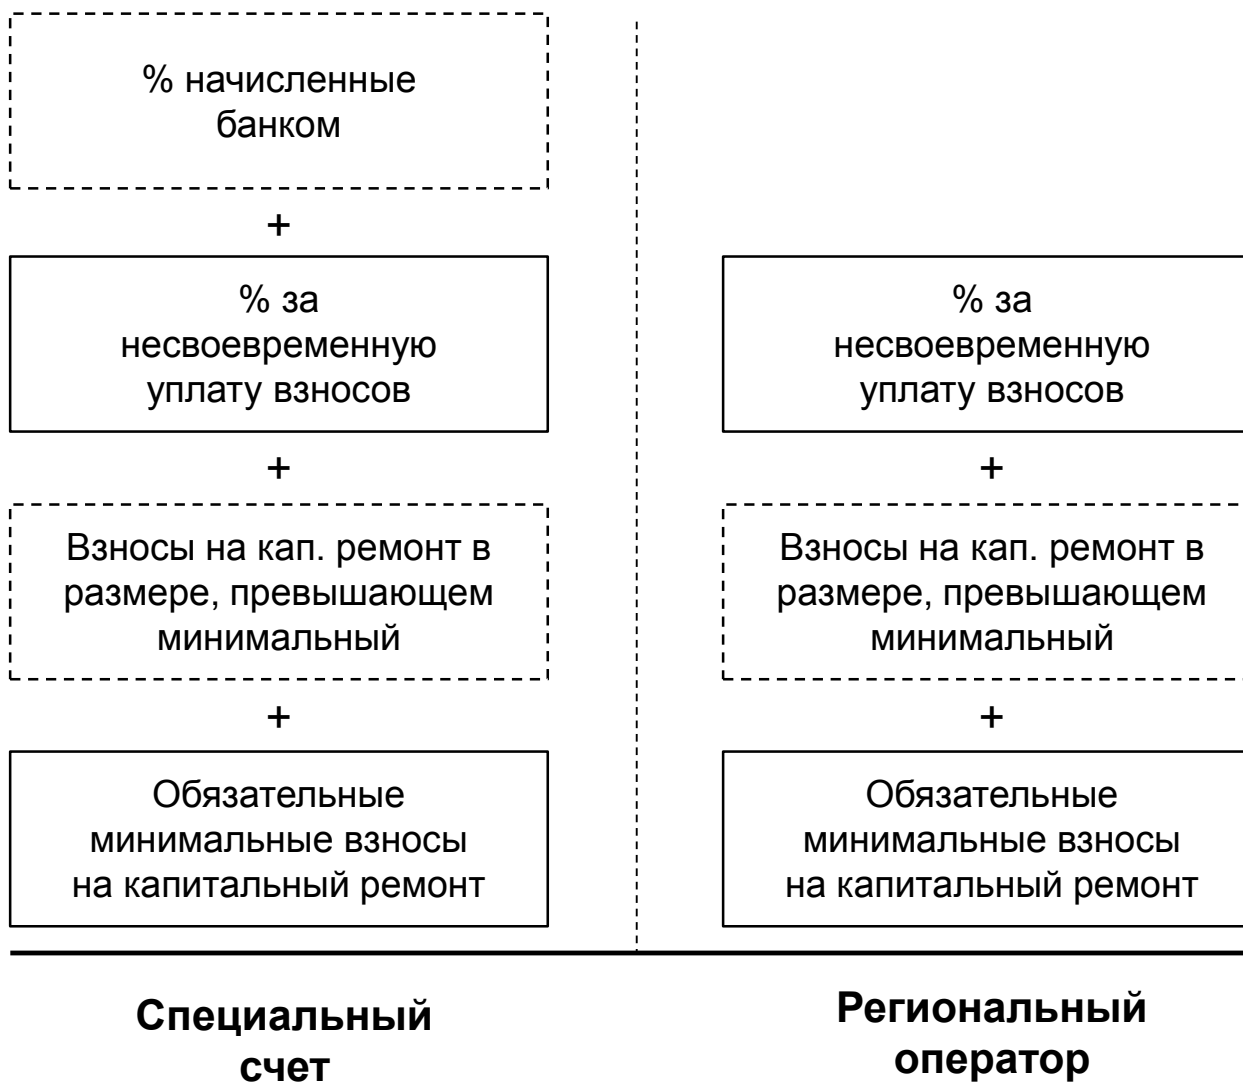 % начисленные
банком
+
% за
несвоевременную
уплату взносов
+
Взносы на кап. ремонт в
размере, превышающем
минимальный
+
Обязательные
минимальные взносы
на капитальный ремонт
Специальный
счет
% за
несвоевременную
уплату взносов
+
Взносы на кап. ремонт в
размере, превышающем
минимальный
+
Обязательные
минимальные взносы
на капитальный ремонт
Региональный
оператор